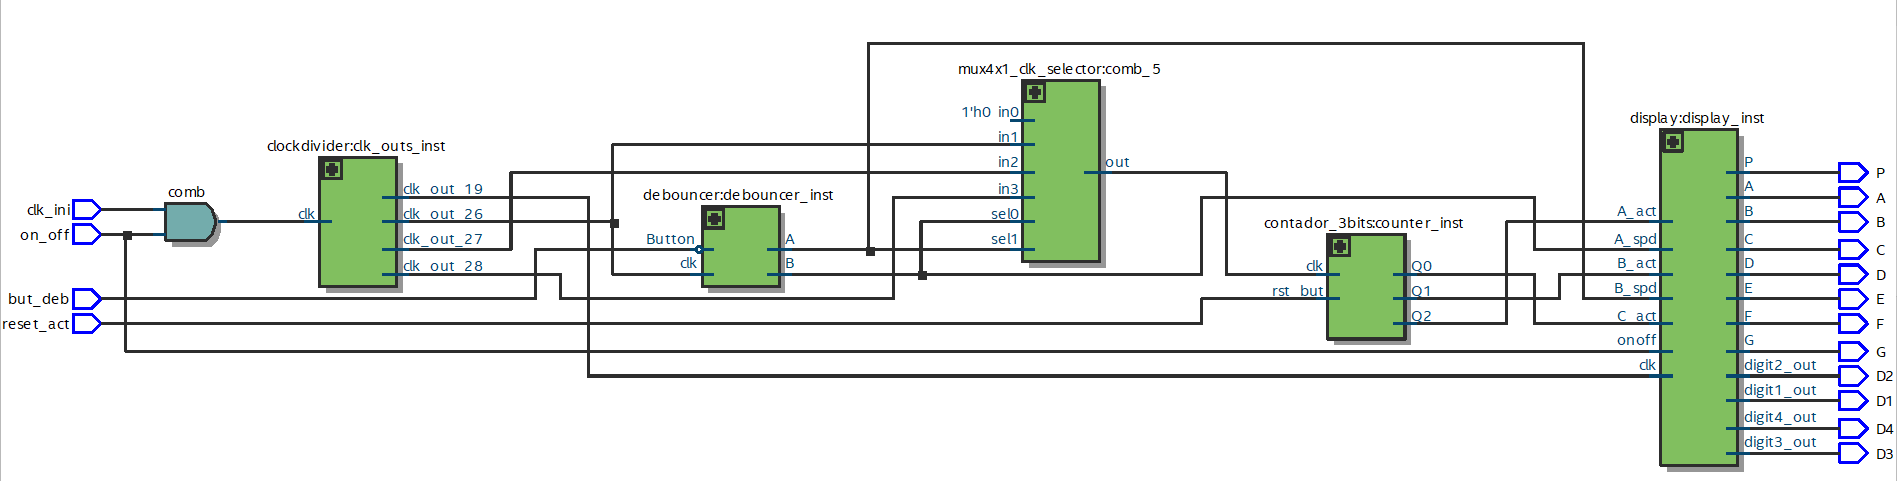 clk_ini
on_off
but_deb
reset_act
comb
clockdivider:clk_outs_inst
clk
clk_out_19
clk_out_26
clk_out_27
clk_out_28
debouncer:debouncer_inst
Button
clk
A
B
mux4x1_clk_selector:comb_5
1'h0 in0
in1
in2
in3
sel0
sel1
out
contador_3bits:counter_inst
clk
rst_but
Q0
Q1
Q2
display:display_inst
A_act
A_spd
B_act
B_spd
C_act
onoff
clk
P
A
B
C
D
E
F
G
digit2_out
digit1_out
digit4_out
digit3_out
P
A
B
C
D
E
F
G
D2
D1
D4
D3